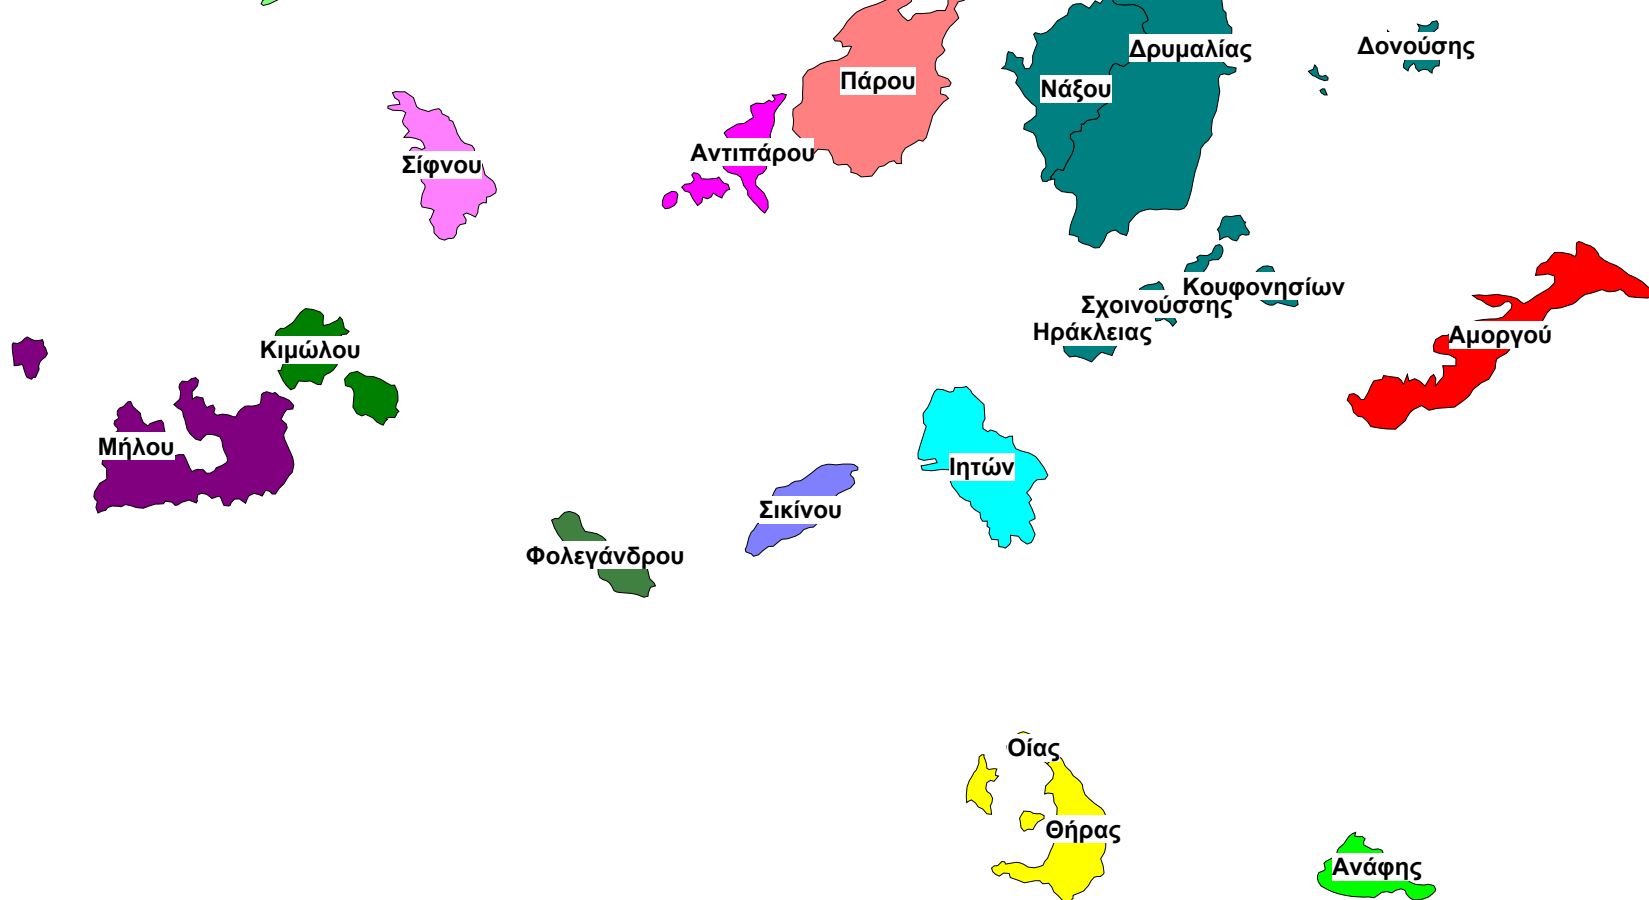 Δονούσης
Δρυμαλίας
Πάρου
Νάξου
Αντιπάρου
Σίφνου
Κουφονησίων
Σχοινούσσης
Ηράκλειας
Αμοργού
Κιμώλου
Μήλου
Ιητών
Σικίνου
Φολεγάνδρου
Οίας
Θήρας
Ανάφης